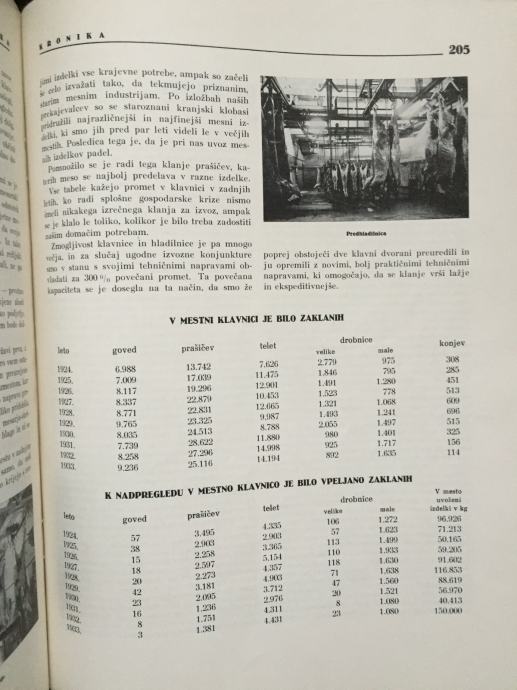 KRONIKA 205
jimi izdelki vse krajevne potrebe, ampak so začeli
še celo izvažati tako, da tekmujejo priznanim,
starim mesnim industrijam. Po izložbah naših
prekajevalcev so se staroznani kranjski klobasi
pridružili najrazličnejši in najfinejši mesni iz-
delki, ki smo jih pred par leti videli le v večjih
mestih. Posledica tega je, da je pri nas uvoz mes-
nih izdelkov padel.
Pomnožilo se je radi tega klanje prašičev, ka-
terih meso se najbolj predelava v razne izdelke.
Vse tabele kažejo promet v klavnici v zadnjih
letih, ko radi splošne gospodarske krize nismo
imeli nikakega izrečnega klanja za izvoz, ampak
se je klalo le toliko, kolikor je bilo treba zadostiti
našim domačim potrebam.
Zmogljivost klavnice in hladilnice je pa mnogo
večja, in za slučaj ugodne izvozne konjunkture
smo v stanu s svojimi tehničnimi napravami ob-
vladati za 300 % povečani promet. Ta povečana
kapaciteta se je dosegla na ta način, da smo že
Predhladilnica
poprej obstoječi dve klavni dvorani preuredili in
ju opremili z novimi, bolj praktičnimi tehničnimi
napravami, ki omogočajo, da se klanje vrši lažje
in ekspeditivnejše.
V MESTNI KLAVNICI JE BILO ZAKLANIH
leto goved prašičev telet drobnice konjev
velike male
1924. 6.988 13.742 7.626 2.779 975 308
1925. 7.009 17.039 11.475 1.846 795 285
1926. 8.117 19.296 12.901 1.491 1.280 451
1927. 8.337 22.879 10.453 1.523 778 513
1928. 8.771 22.831 12.665 1.321 1.068 609
1929. 9.765 23.325 9.987 1.493 1.241 696
1930. 8.035 24.513 8.788 2.055 1.497 515
1931. 7.739 28.622 11.880 980 1.401 325
1932. 8.258 27.296 14.998 925 1.717 156
1933. 9.236 25.116 14.194 892 1.635 114
K NADPREGLEDU V MESTNO KLAVNICO JE BILO VPELJANO ZAKLANIH
leto goved prašičev telet drobnice V mesto
velike male uvoženi
izdelki v kg
1924. 57 3.495 4.335 106 1.272 96.926
1925. 38 2.903 2.903 57 1.623 71.213
1926. 15 2.258 3.365 113 1.499 50.165
1927. 18 2.597 5.154 110 1.933 59.205
1928. 20 2.273 4.357 118 1.630 91.602
1929. 42 3.181 4.903 71 1.638 116.853
1930. 23 2.095 3.712 47 1.560 88.619
1931. 16 1.236 2.976 20 1.521 56.970
1932. 8 1.751 4.311 8 1.080 40.413
1933. 3 1.381 4.431 23 1.080 150.000